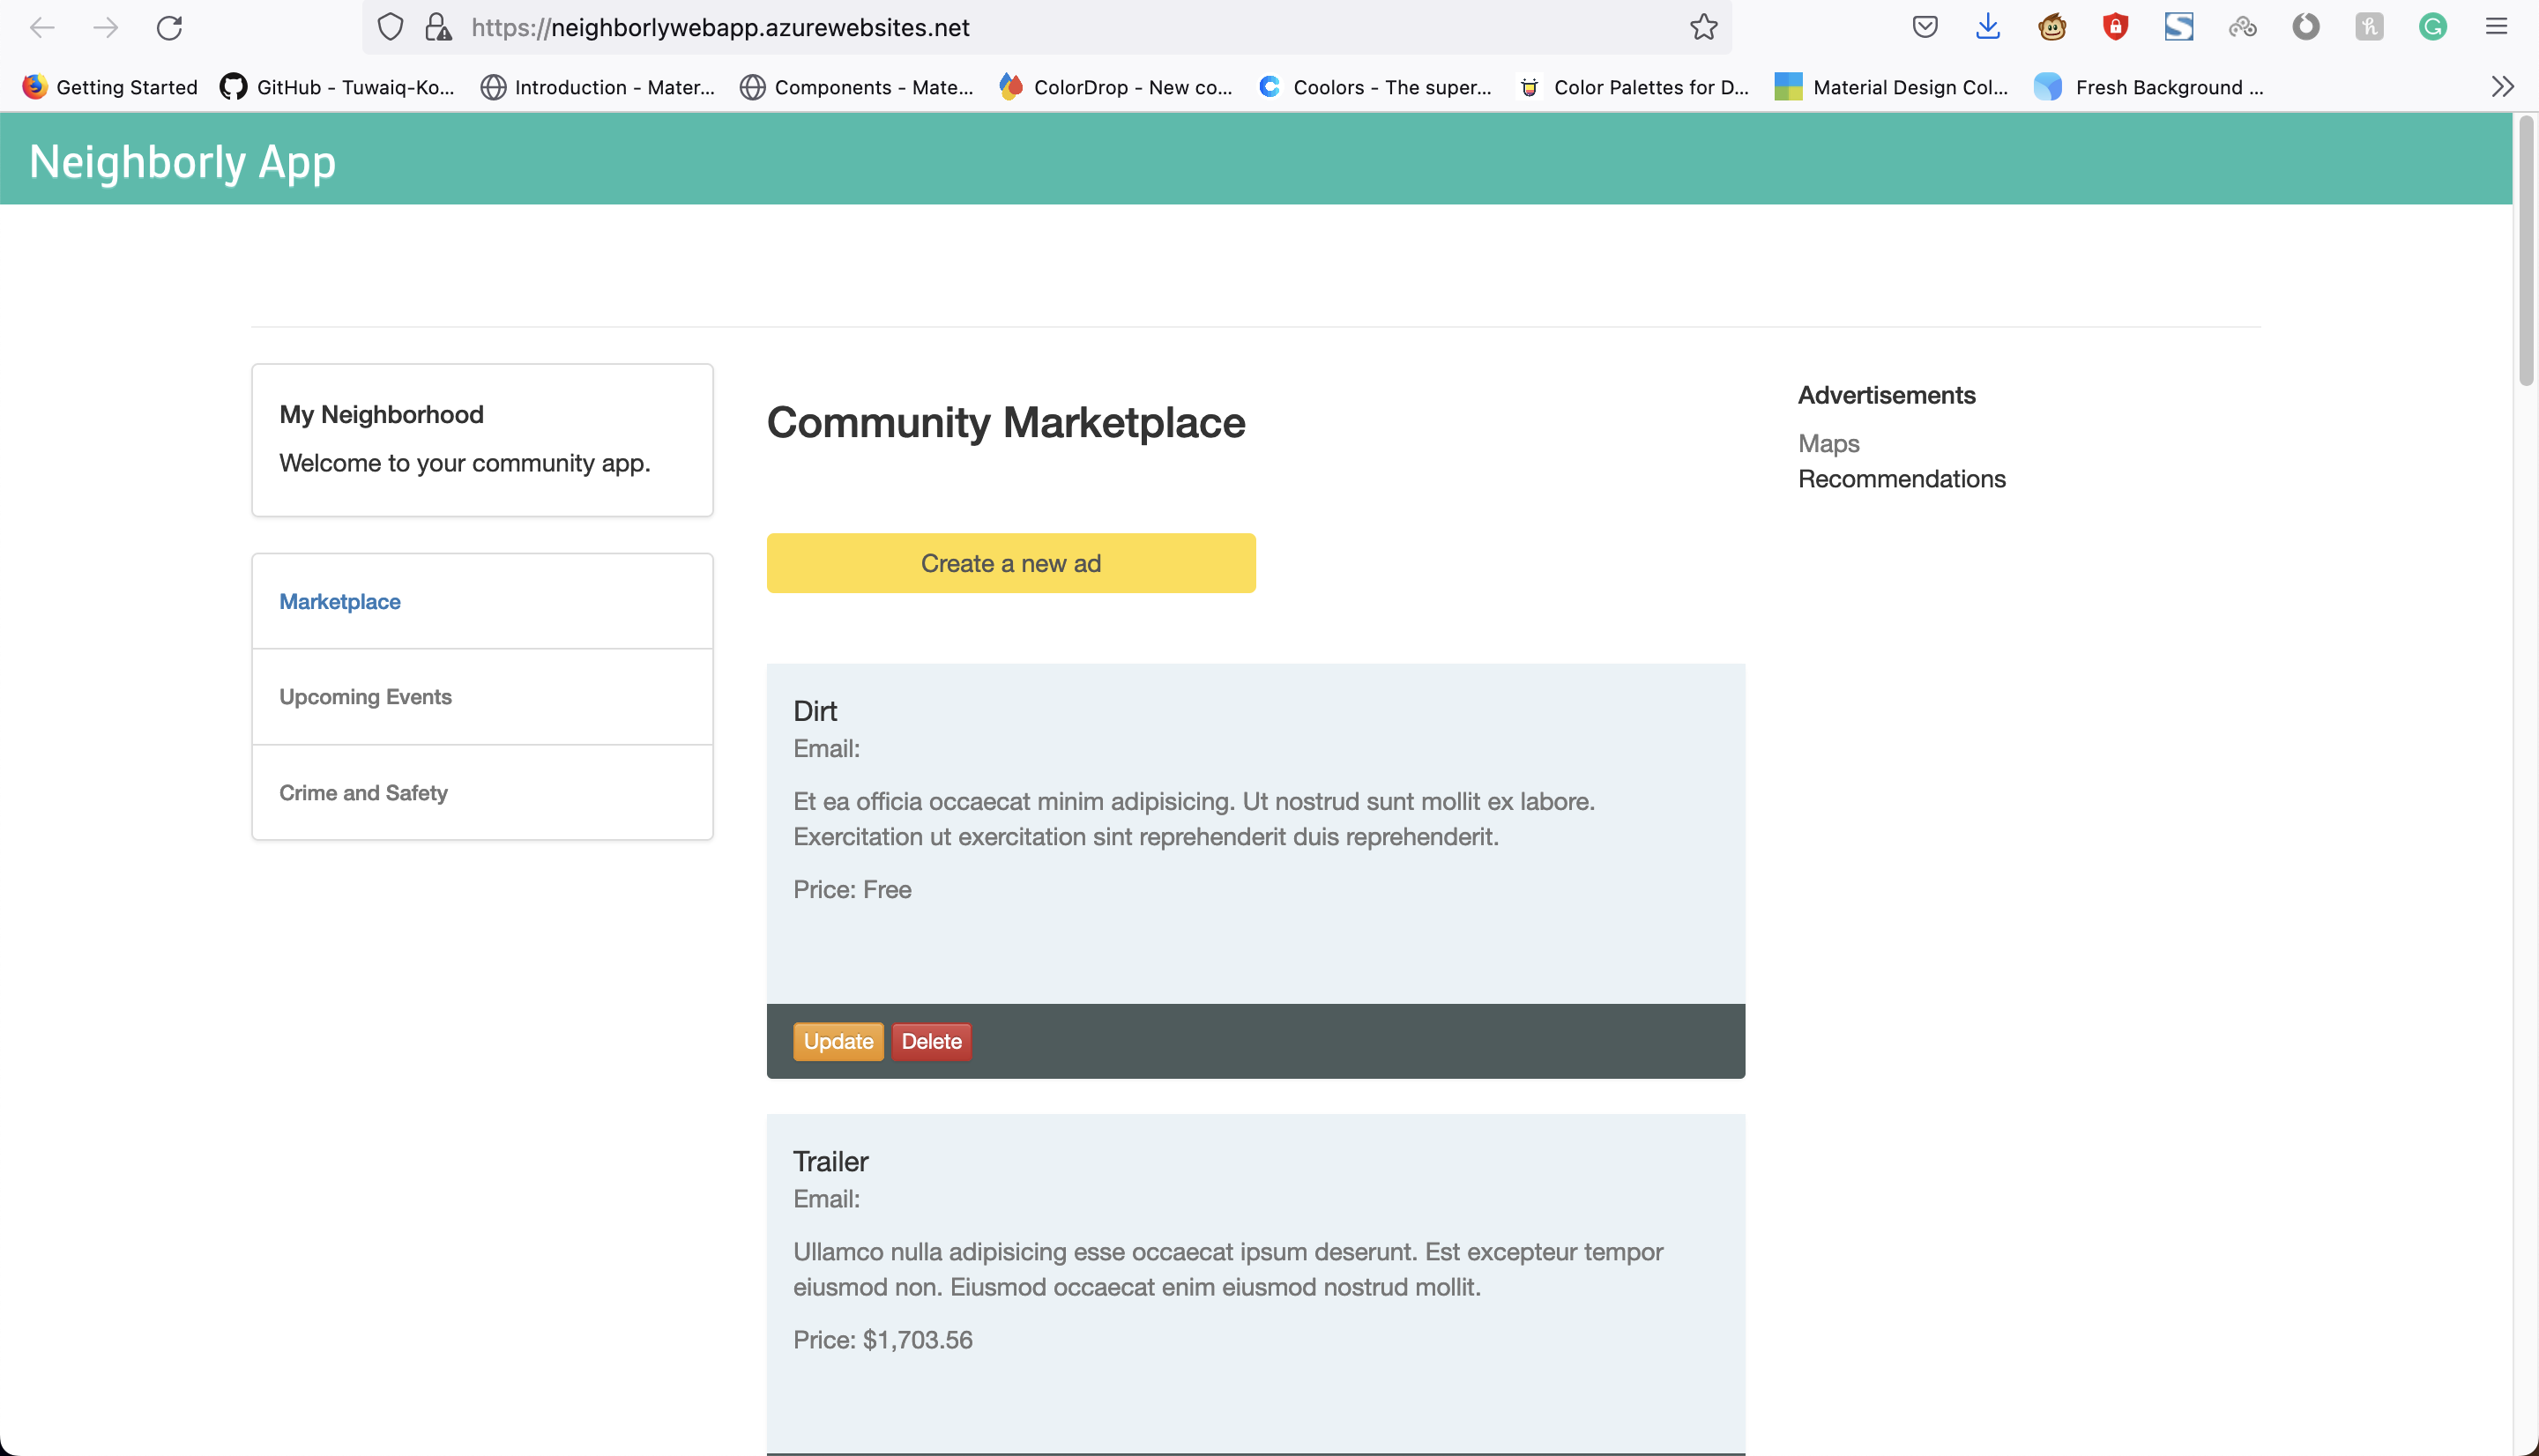 https://neighborlywebapp.azurewebsites.net
Getting Started
GitHub - Tuwaiq-Ko...
Introduction - Mater...
Components - Mate...
ColorDrop - New co...
Coolors - The super...
Color Palettes for D...
Material Design Col...
Fresh Background ...
Neighborly App
My Neighborhood
Welcome to your community app.
Marketplace
Upcoming Events
Crime and Safety
Community Marketplace
Create a new ad
Dirt
Email:
Et ea officia occaecat minim adipisicing. Ut nostrud sunt mollit ex labore.
Exercitation ut exercitation sint reprehenderit duis reprehenderit.
Price: Free
Update
Delete
Trailer
Email:
Ullamco nulla adipisicing esse occaecat ipsum deserunt. Est excepteur tempor
eiusmod non. Eiusmod occaecat enim eiusmod nostrud mollit.
Price: $1,703.56
Advertisements
Maps
Recommendations